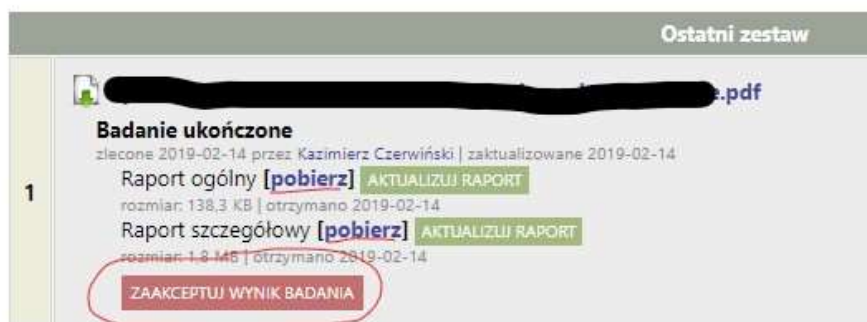 Ostatni zestaw
.pdf
Badanie ukończone
zlecone 2019-02-14 przez Kazimierz Czerwiński | zaktualizowane 2019-02-14
1
Raport ogólny [pobierz] AKTUALIZUJ RAPORT
rozmiar: 138,3 KB | otrzymano 2019-02-14
Raport szczegółowy [pobierz] AKTUALIZUJ RAPORT
rozmiar: 1,8 MB | otrzymano 2019-02-14
ZAAKCEPTUJ WYNIK BADANIA